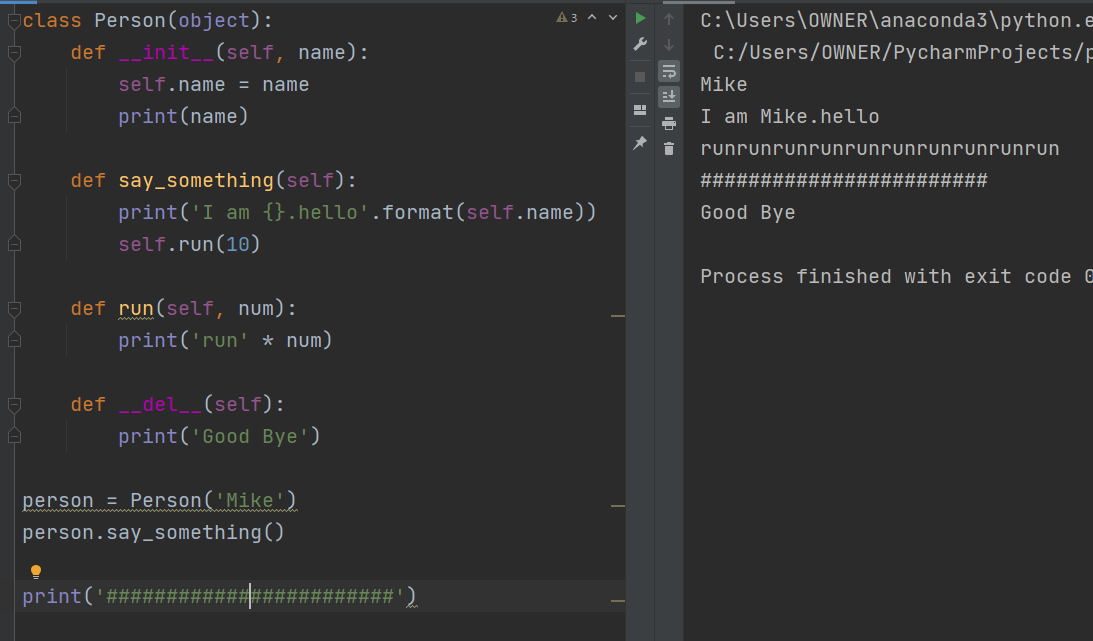 class Person(object):
    def __init__(self, name):
        self.name = name
        print(name)
    def say_something(self):
        print('I am {}.hello'.format(self.name))
        self.run(10)
    def run(self, num):
        print('run' * num)
    def __del__(self):
        print('Good Bye')
person = Person('Mike')
person.say_something()
print('########################')
3
C:\Users\OWNER\anaconda3\python.e
C:/Users/OWNER/PycharmProjects/p
Mike
I am Mike.hello
runrunrunrunrunrunrunrunrunrun
########################
Good Bye
Process finished with exit code 0